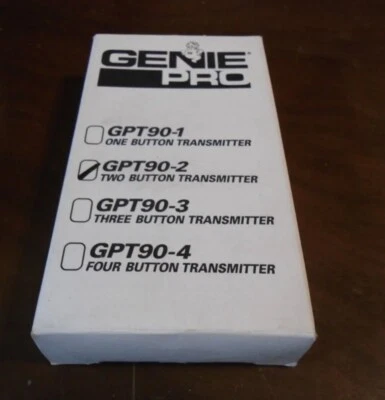 GENIE
PRO
GPT90-1
ONE BUTTON TRANSMITTER
GPT90-2
TWO BUTTON TRANSMITTER
GPT90-3
THREE BUTTON TRANSMITTER
GPT90-4
FOUR BUTTON TRANSMITTER